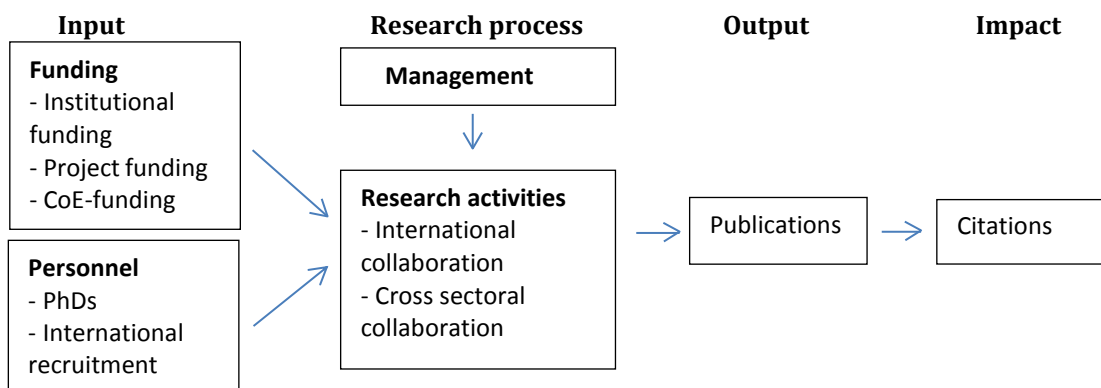 Input
Research process
Output
Impact
Funding
- Institutional
funding
- Project funding
- CoE-funding
Personnel
- PhDs
- International
recruitment
Management
Research activities
- International
collaboration
- Cross sectoral
collaboration
Publications
Citations